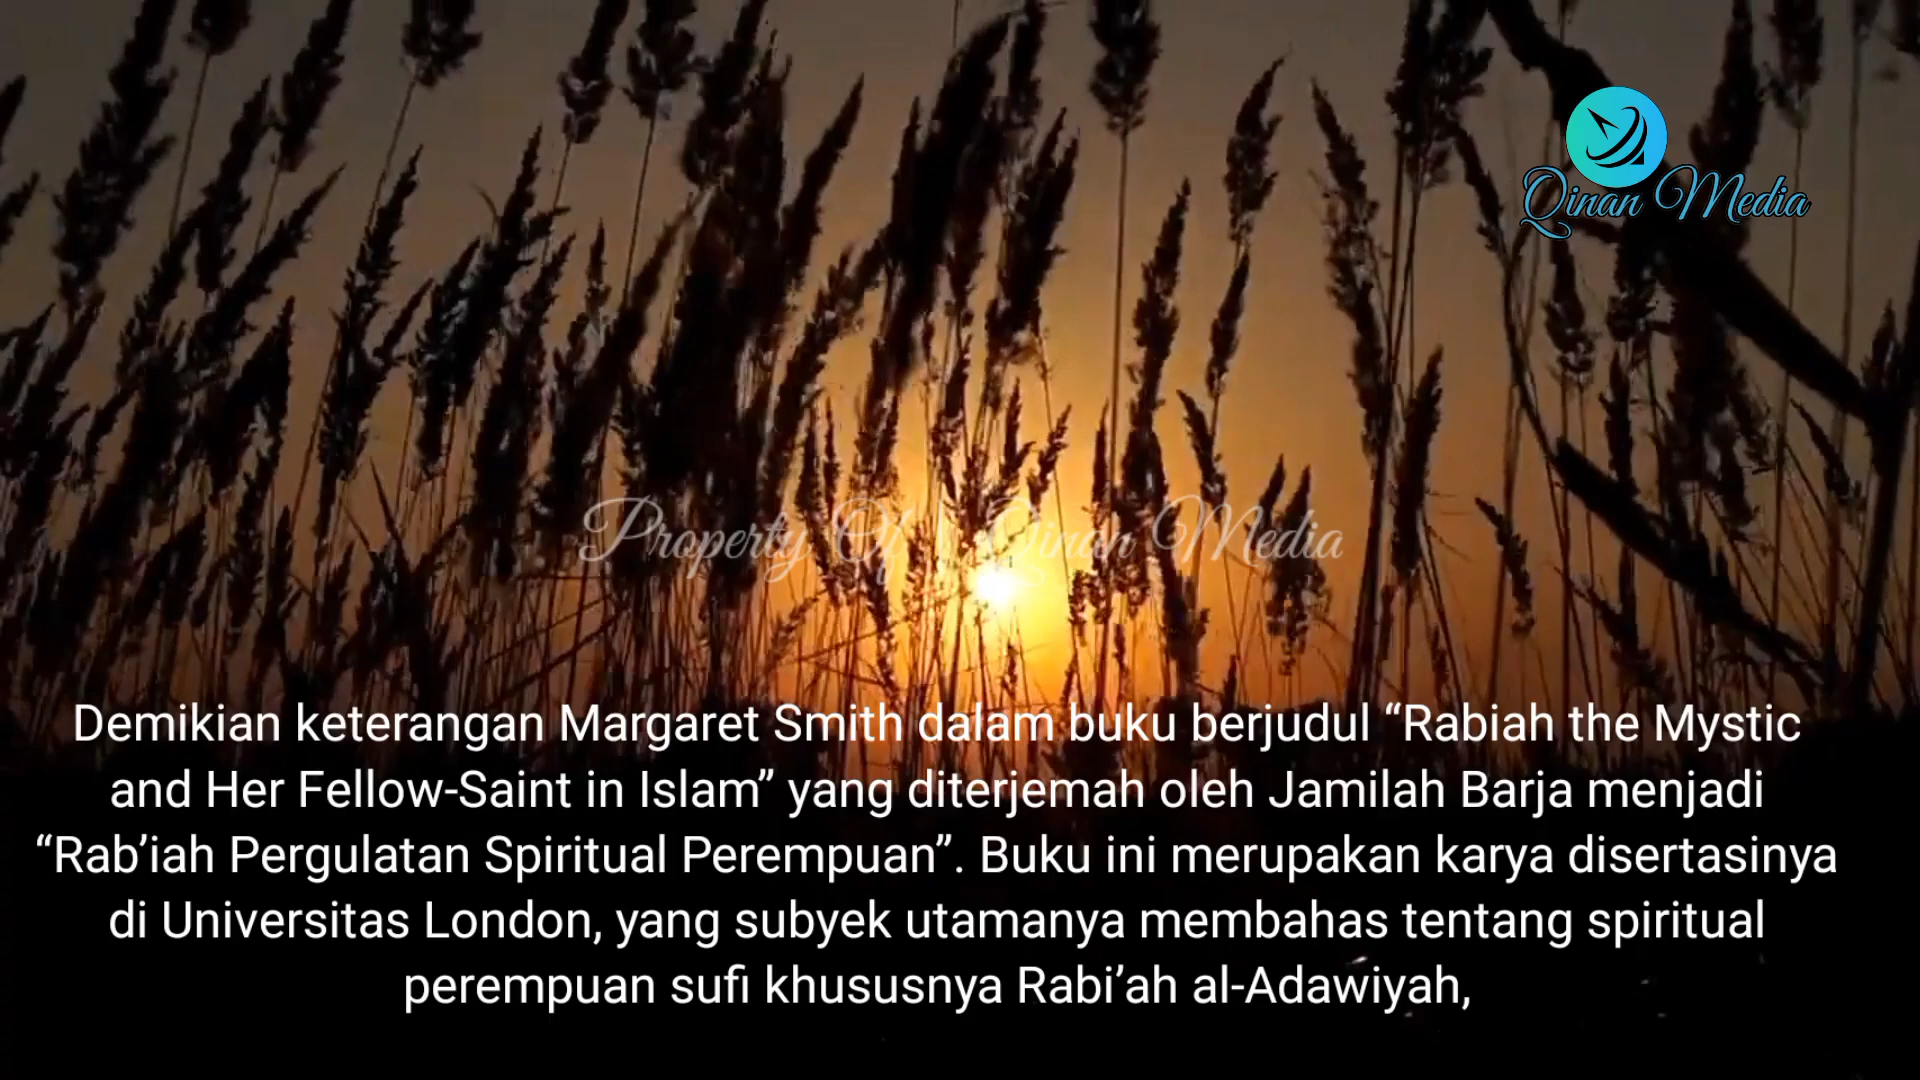 Qinan Media
Property Of Qinan Media
Demikian keterangan Margaret Smith dalam buku berjudul “Rabiah the Mystic
and Her Fellow-Saint in Islam” yang diterjemah oleh Jamilah Barja menjadi
“Rab’iah Pergulatan Spiritual Perempuan”. Buku ini merupakan karya disertasinya
di Universitas London, yang subyek utamanya membahas tentang spiritual
perempuan sufi khususnya Rabi’ah al-Adawiyah,